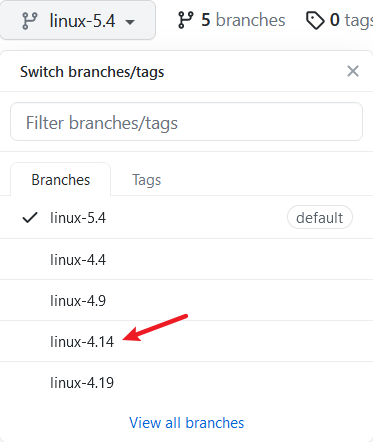 linux-5.4 5 branches 0 tags
Switch branches/tags
Filter branches/tags
Branches Tags
linux-5.4 default
linux-4.4
linux-4.9
linux-4.14
linux-4.19
View all branches